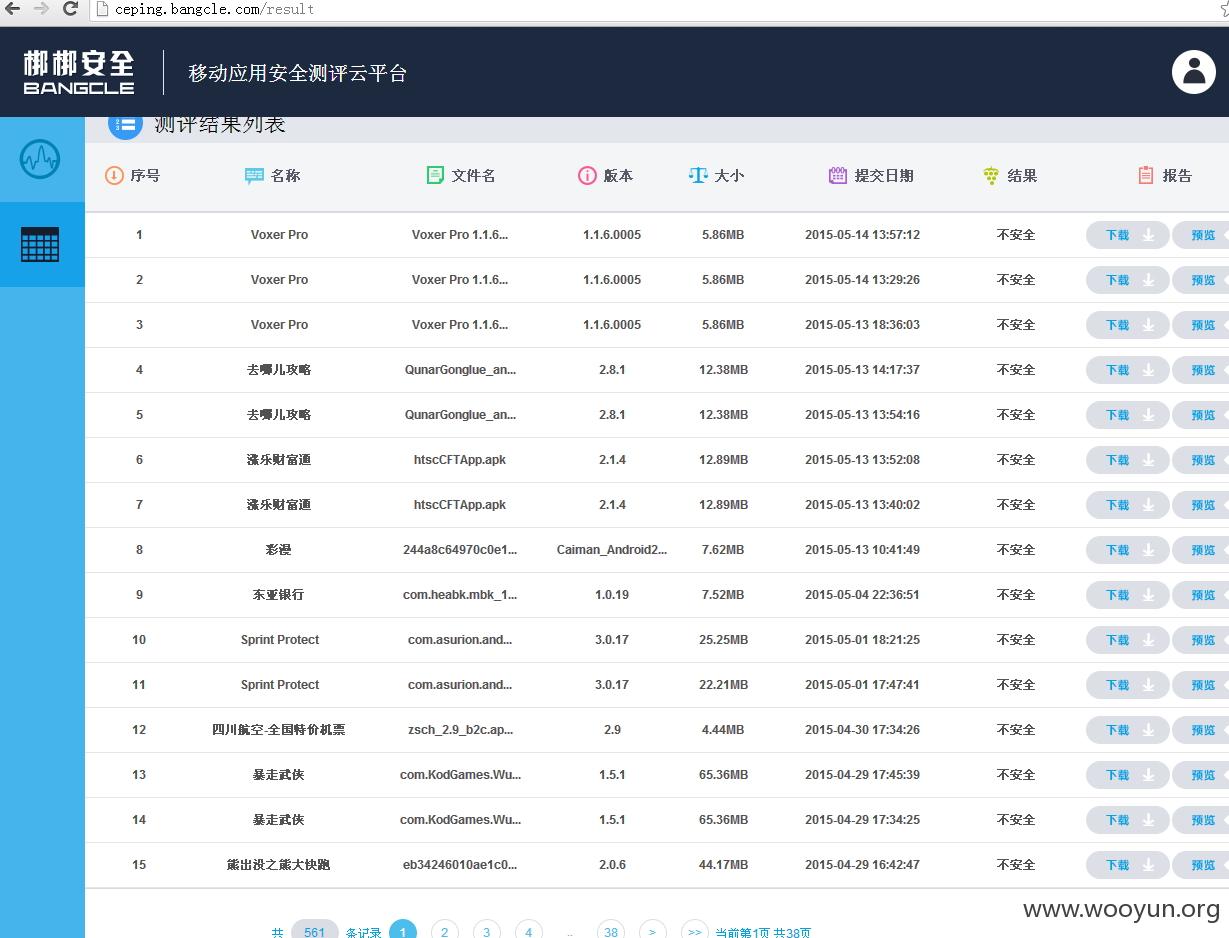 ceping.bangcle.com/result
梆梆安全
BANGCLE
移动应用安全测评云平台
测评结果列表
序号 名称 文件名 版本 大小 提交日期 结果 报告
1 Voxer Pro Voxer Pro 1.1.6... 1.1.6.0005 5.86MB 2015-05-14 13:57:12 不安全 下载 预览
2 Voxer Pro Voxer Pro 1.1.6... 1.1.6.0005 5.86MB 2015-05-14 13:29:26 不安全 下载 预览
3 Voxer Pro Voxer Pro 1.1.6... 1.1.6.0005 5.86MB 2015-05-13 18:36:03 不安全 下载 预览
4 去哪儿攻略 QunarGonglue_an... 2.8.1 12.38MB 2015-05-13 14:17:37 不安全 下载 预览
5 去哪儿攻略 QunarGonglue_an... 2.8.1 12.38MB 2015-05-13 13:54:16 不安全 下载 预览
6 涨乐财富通 htscCFTApp.apk 2.1.4 12.89MB 2015-05-13 13:52:08 不安全 下载 预览
7 涨乐财富通 htscCFTApp.apk 2.1.4 12.89MB 2015-05-13 13:40:02 不安全 下载 预览
8 彩漫 244a8c64970c0e1... Caiman_Android2... 7.62MB 2015-05-13 10:41:49 不安全 下载 预览
9 东亚银行 com.heabk.mbk_1... 1.0.19 7.52MB 2015-05-04 22:36:51 不安全 下载 预览
10 Sprint Protect com.asurion.and... 3.0.17 25.25MB 2015-05-01 18:21:25 不安全 下载 预览
11 Sprint Protect com.asurion.and... 3.0.17 22.21MB 2015-05-01 17:47:41 不安全 下载 预览
12 四川航空-全国特价机票 zsch_2.9_b2c.ap... 2.9 4.44MB 2015-04-30 17:34:26 不安全 下载 预览
13 暴走武侠 com.KodGames.Wu... 1.5.1 65.36MB 2015-04-29 17:45:39 不安全 下载 预览
14 暴走武侠 com.KodGames.Wu... 1.5.1 65.36MB 2015-04-29 17:34:25 不安全 下载 预览
15 熊出没之熊大快跑 eb34246010ae1c0... 2.0.6 44.17MB 2015-04-29 16:42:47 不安全 下载 预览
www.wooyun.org
共 561 条记录 1 2 3 4 .. 38 > >> 当前第1页 共38页